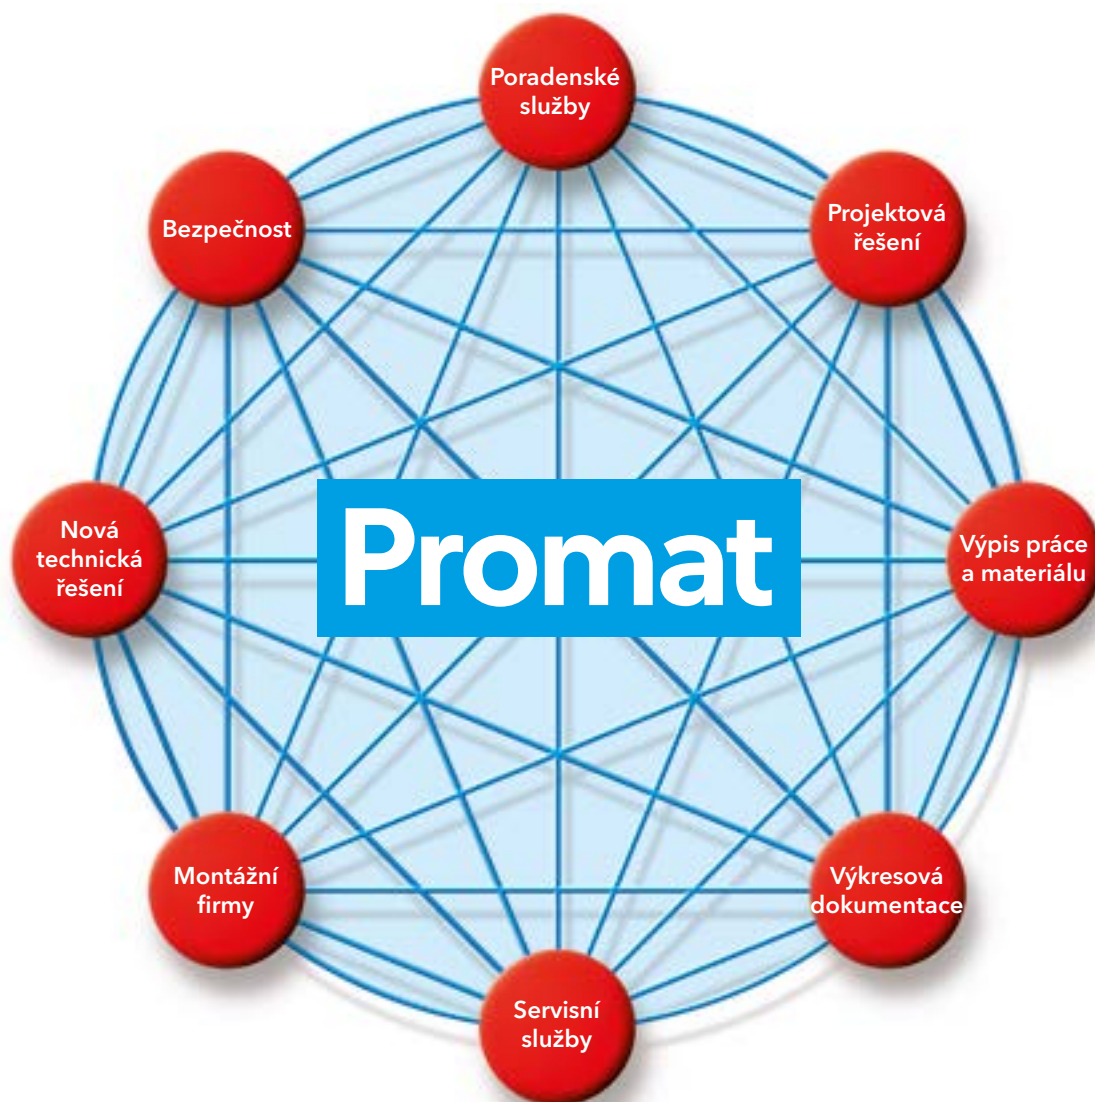 Poradenské
služby
Bezpečnost
Projektová
řešení
Nová
technická
řešení
Promat
Výpis práce
a materiálu
Montážní
firmy
Výkresová
dokumentace
Servisní
služby